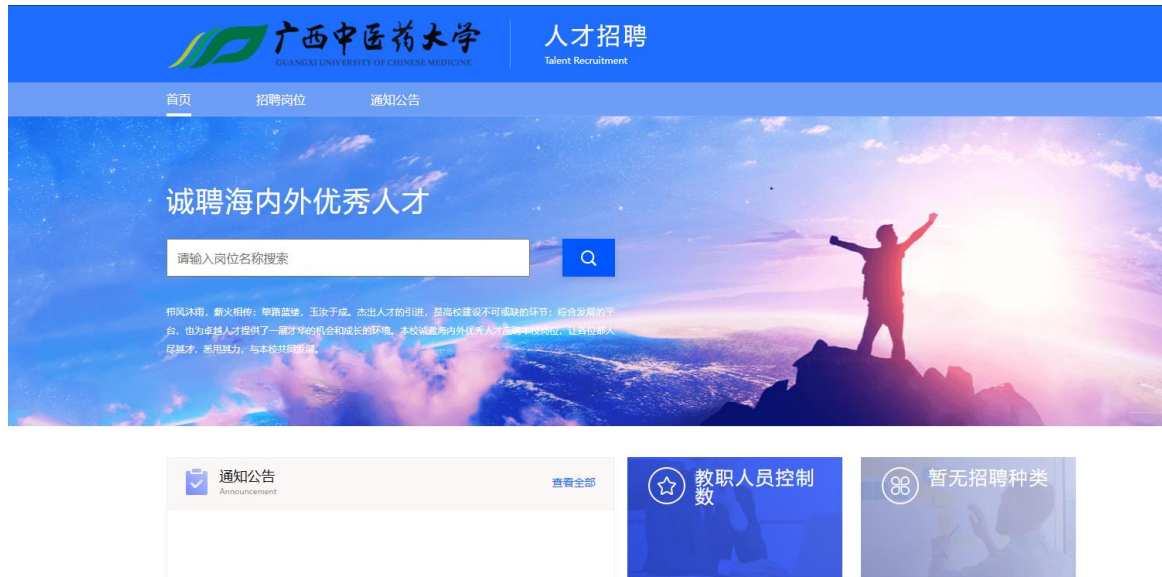 广西中医药大学
GUANGXI UNIVERSITY OF CHINESE MEDICINE
人才招聘
Talent Recruitment
首页
招聘岗位
通知公告
诚聘海内外优秀人才
请输入岗位名称搜索
栉风沐雨，薪火相传；筚路蓝缕，玉汝于成。杰出人才的引进，是高校建设不可或缺的环节；综合发展的平
台，也为卓越人才提供了一展才华的机会和成长的环境。本校诚邀海内外优秀人才应聘本校岗位，让各位都人
尽其才，悉用其力，与本校共同发展。
通知公告
Announcement
查看全部
教职人员控制
数
暂无招聘种类